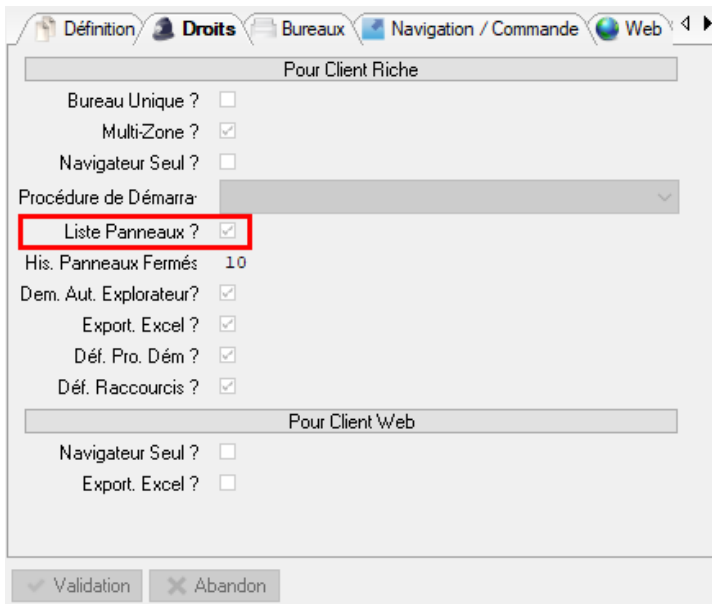 Définition Droits Bureaux Navigation / Commande Web
Pour Client Riche
Bureau Unique ?
Multi-Zone ?
Navigateur Seul ?
Procédure de Démarra
Liste Panneaux ?
His. Panneaux Fermés 10
Dem. Aut. Explorateur?
Export. Excel ?
Déf. Pro. Dém ?
Déf. Raccourcis ?
Pour Client Web
Navigateur Seul ?
Export. Excel ?
Validation Abandon